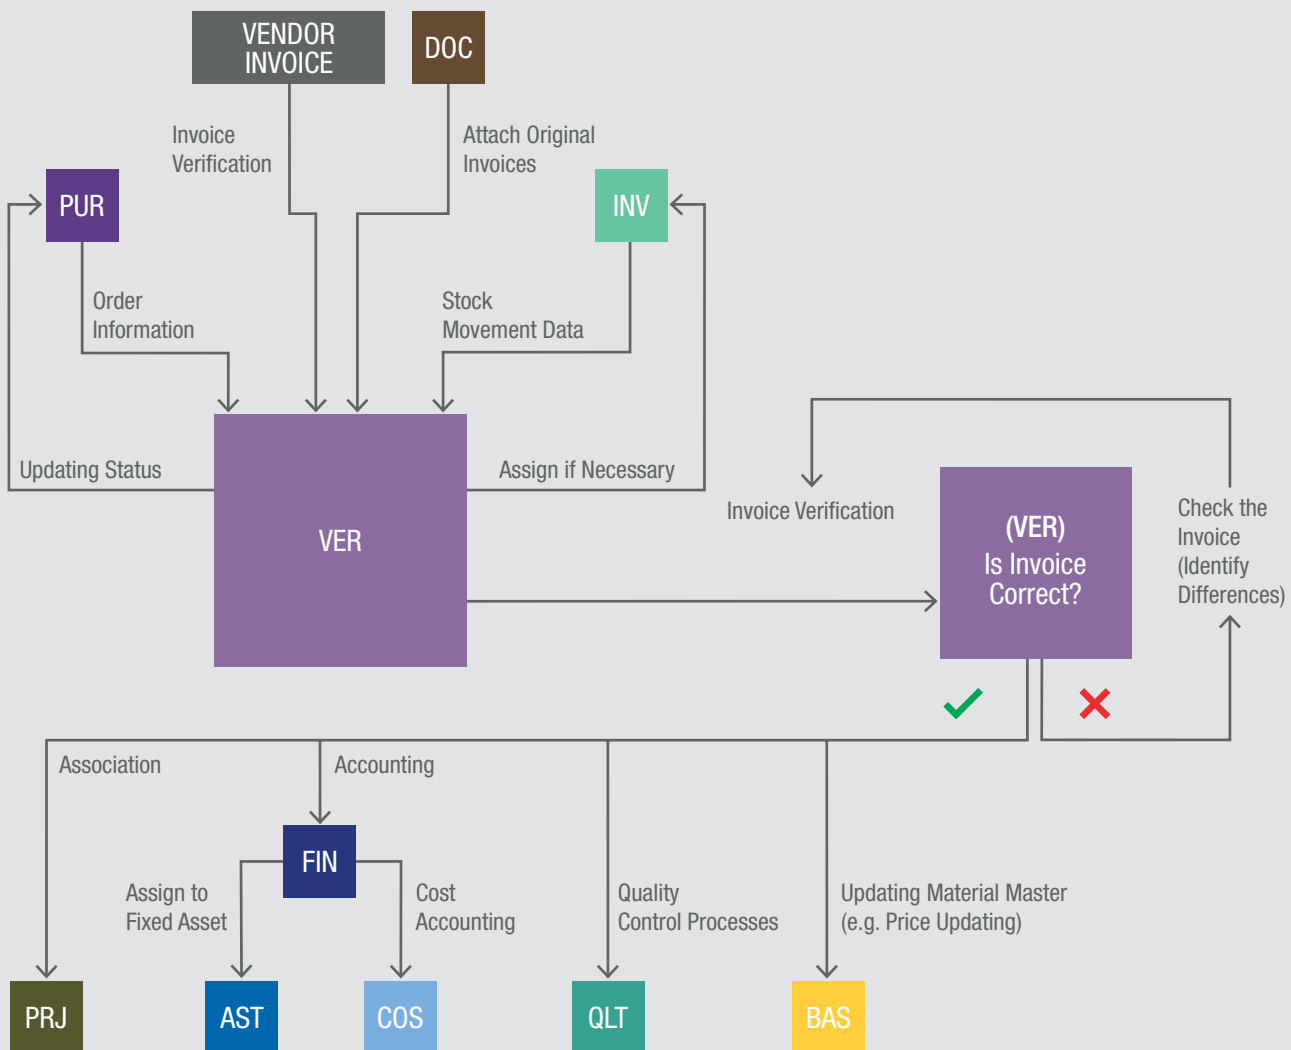 VENDOR
INVOICE
DOC
Invoice
Verification
Attach Original
Invoices
PUR
INV
Order
Information
Stock
Movement Data
Updating Status
Assign if Necessary
VER
Invoice Verification
(VER)
Is Invoice
Correct?
Check the
Invoice
(Identify
Differences)
Association
Accounting
FIN
Assign to
Fixed Asset
Cost
Accounting
Quality
Control Processes
Updating Material Master
(e.g. Price Updating)
PRJ
AST
COS
QLT
BAS